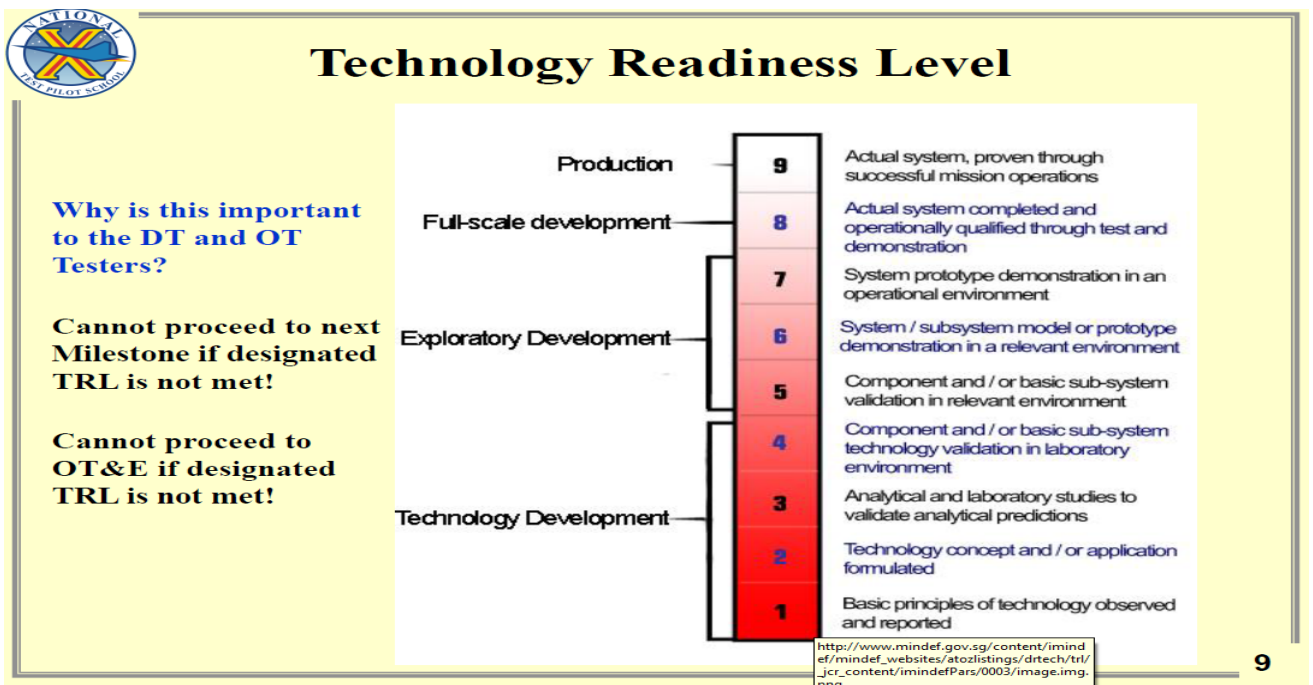 NATIONAL
X
TEST PILOT SCHOOL
Technology Readiness Level
Why is this important
to the DT and OT
Testers?
Cannot proceed to next
Milestone if designated
TRL is not met!
Cannot proceed to
OT&E if designated
TRL is not met!
Production
Full-scale development
Exploratory Development
Technology Development
9
Actual system, proven through
successful mission operations
8
Actual system completed and
operationally qualified through test and
demonstration
7
System prototype demonstration in an
operational environment
6
System / subsystem model or prototype
demonstration in a relevant environment
5
Component and / or basic sub-system
validation in relevant environment
4
Component and / or basic sub-system
technology validation in laboratory
environment
3
Analytical and laboratory studies to
validate analytical predictions
2
Technology concept and / or application
formulated
1
Basic principles of technology observed
and reported
http://www.mindef.gov.sg/content/imind
ef/mindef_websites/atozlistings/drtech/trl/
_jcr_content/imindefPars/0003/image.img.
9